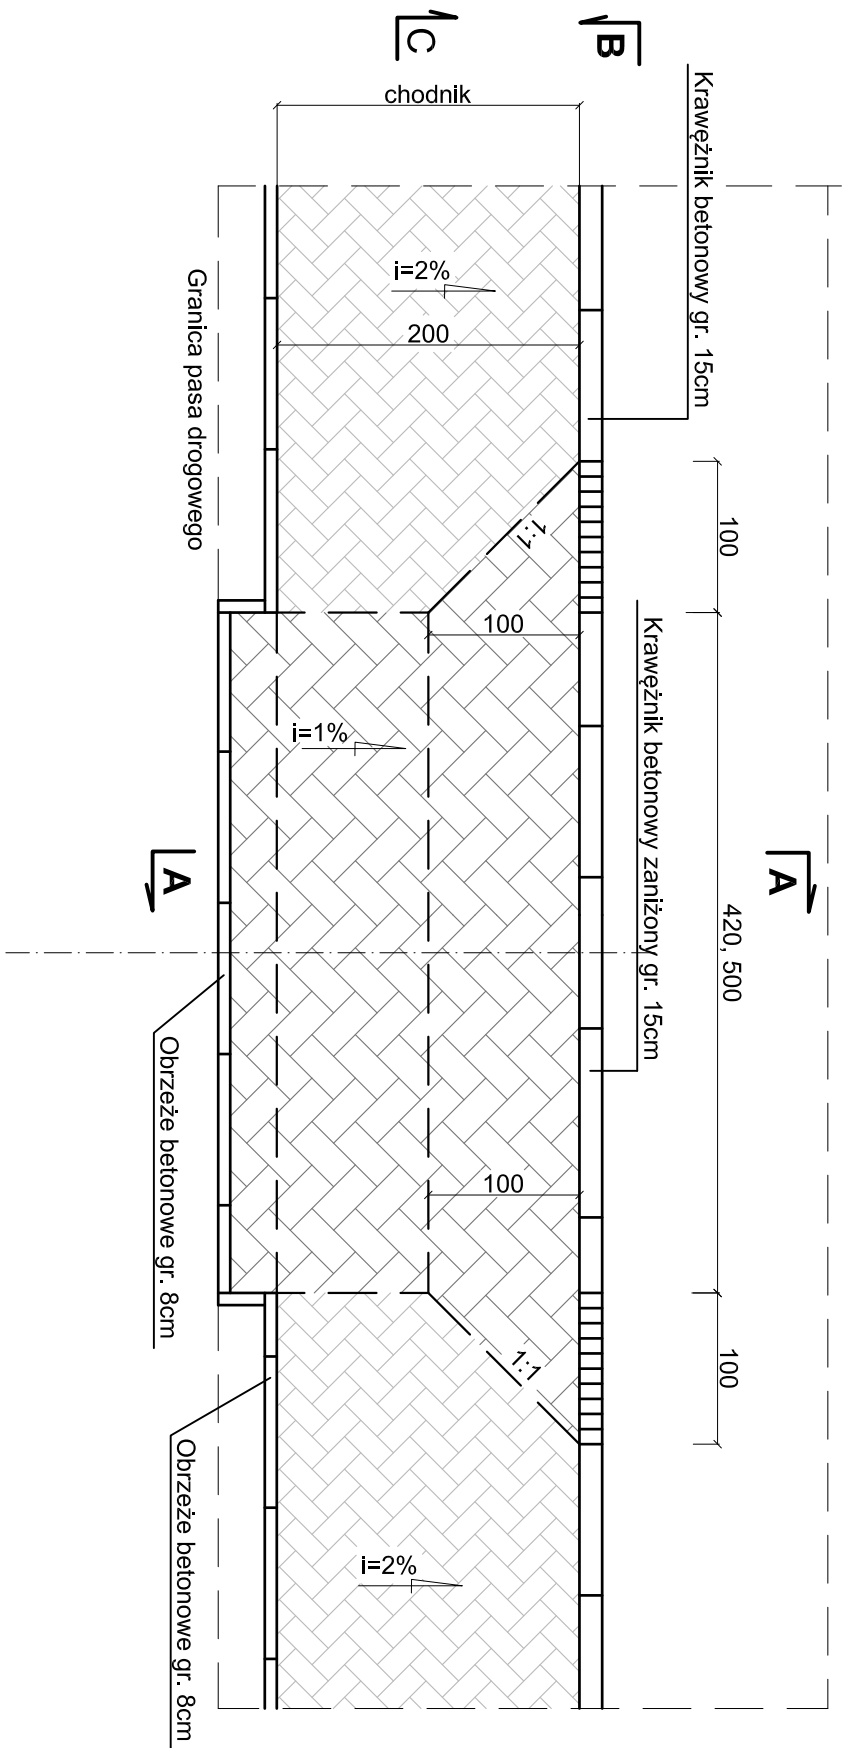 C
B
chodnik
Krawężnik betonowy gr. 15cm
i=2%
200
Granica pasa drogowego
100
1:1
100
Krawężnik betonowy zaniżony gr. 15cm
i=1%
A
A
420, 500
Obrzeże betonowe gr. 8cm
100
1:1
100
Obrzeże betonowe gr. 8cm
i=2%